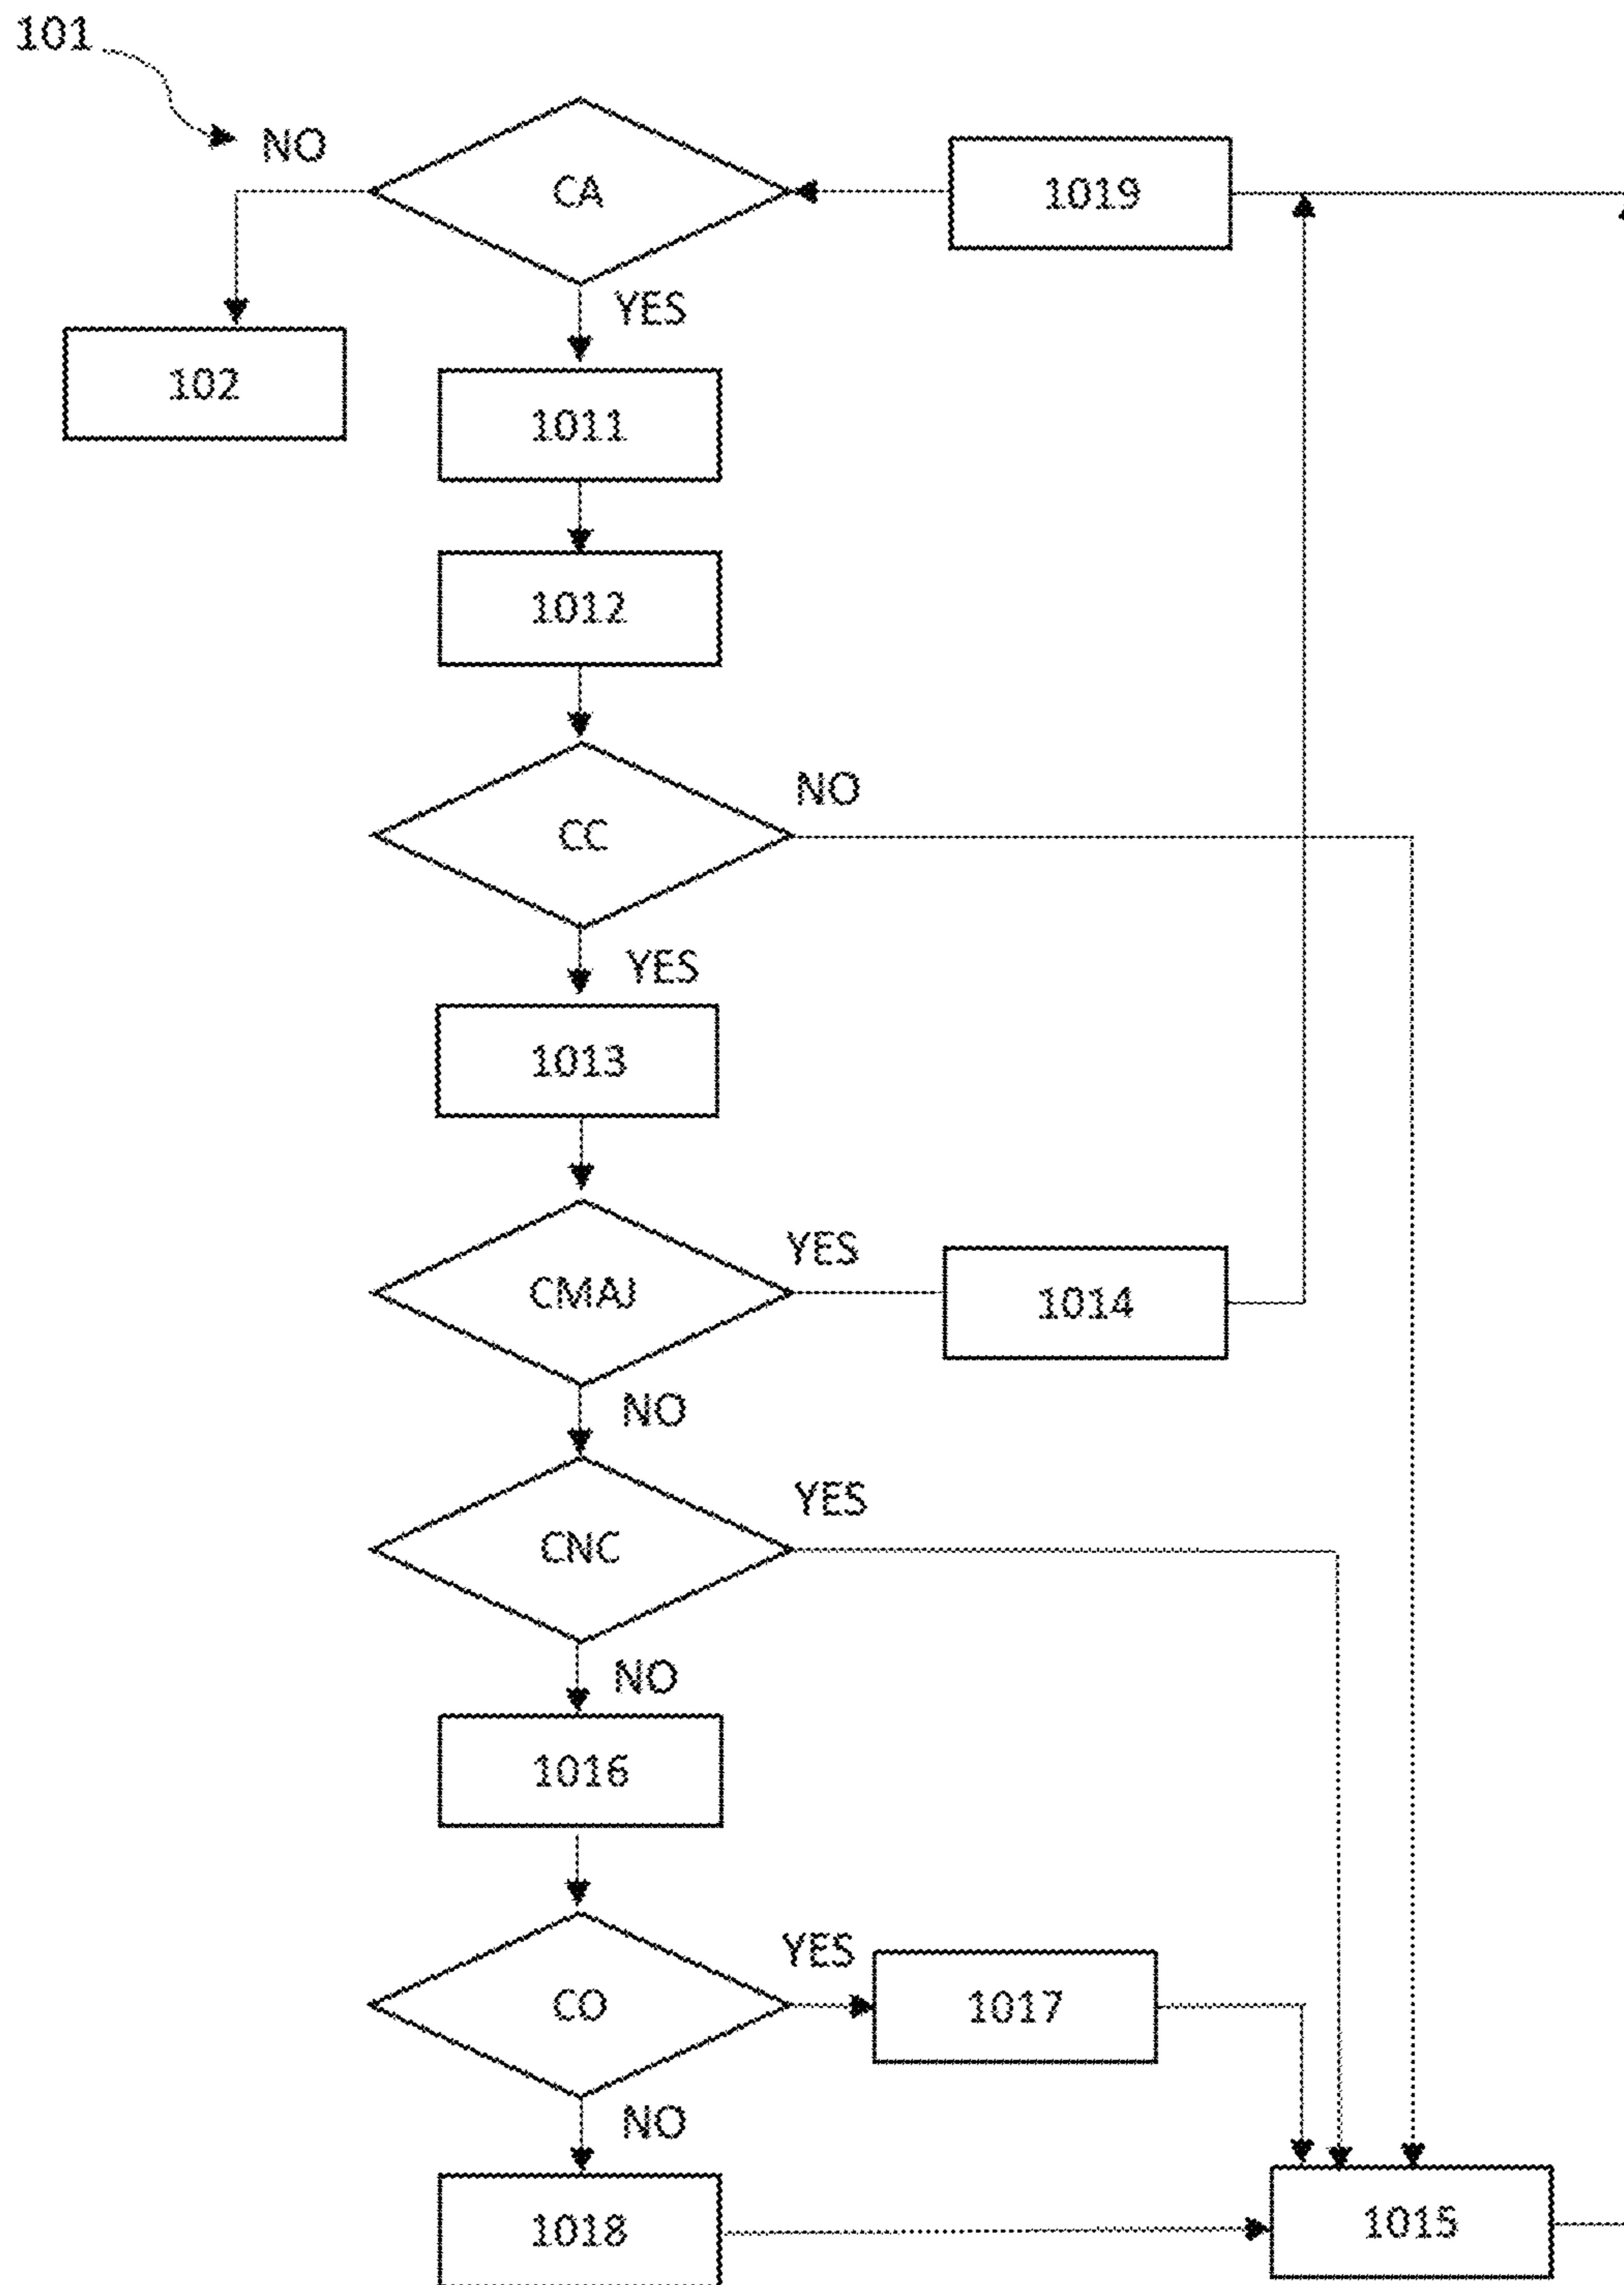 101
NO
CA
1019
YES
102
1011
1012
NO
CC
YES
1013
YES
CMAJ
1014
NO
YES
CNC
NO
1016
YES
CO
1017
NO
1018
1015